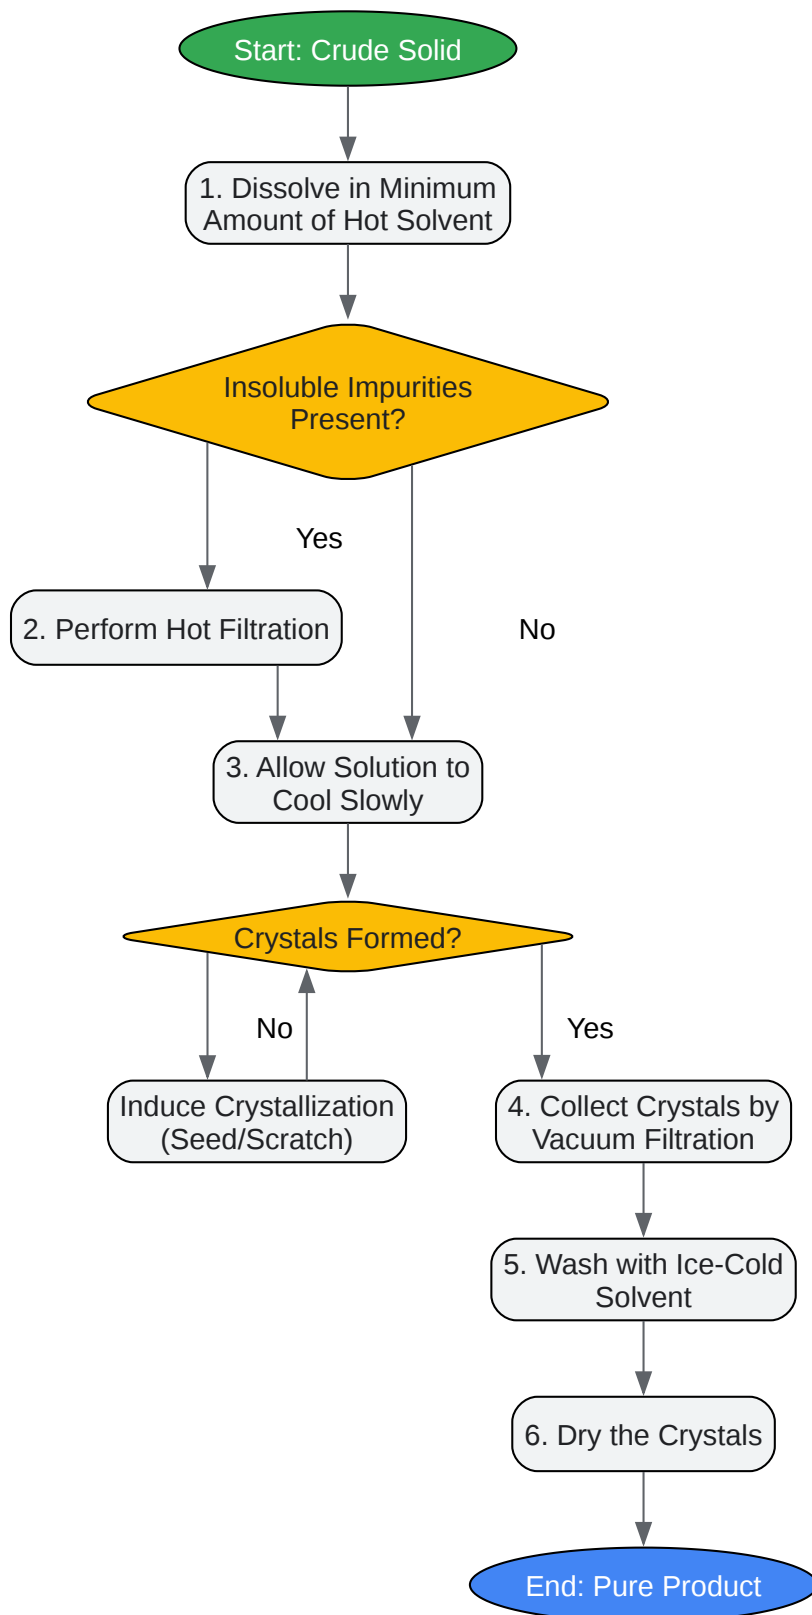 Start: Crude Solid
1. Dissolve in Minimum
Amount of Hot Solvent
Insoluble Impurities
Present?
Yes
2. Perform Hot Filtration
No
3. Allow Solution to
Cool Slowly
Crystals Formed?
No
Yes
Induce Crystallization
(Seed/Scratch)
4. Collect Crystals by
Vacuum Filtration
5. Wash with Ice-Cold
Solvent
6. Dry the Crystals
End: Pure Product